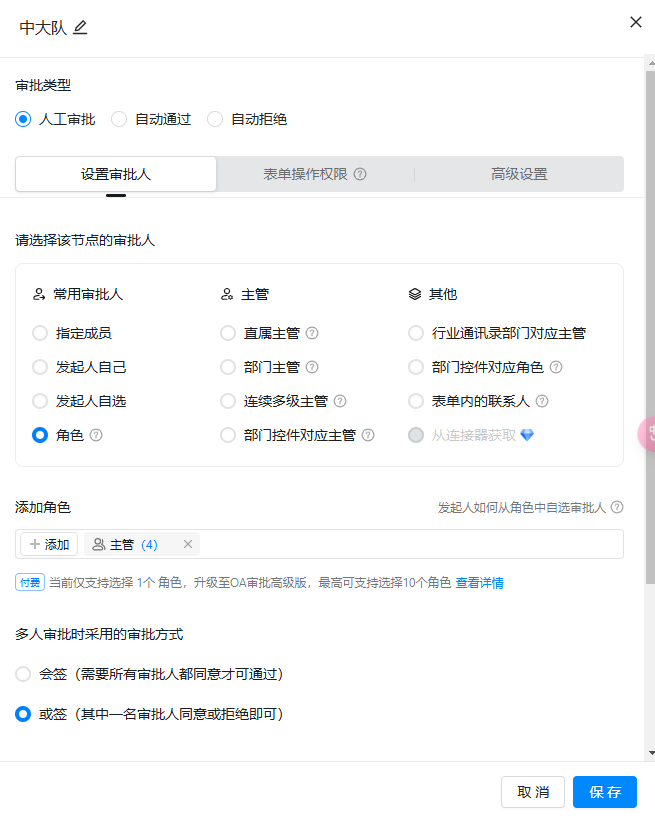 中大队
审批类型
人工审批 自动通过 自动拒绝
设置审批人 表单操作权限 高级设置
请选择该节点的审批人
常用审批人 主管 其他
指定成员 直属主管 行业通讯录部门对应主管
发起人自己 部门主管 部门控件对应角色
发起人自选 连续多级主管 表单内的联系人
角色 部门控件对应主管 从连接器获取
添加角色 发起人如何从角色中自选审批人
添加 主管 (4)
付费 当前仅支持选择 1个 角色，升级至OA审批高级版，最高可支持选择10个角色 查看详情
多人审批时采用的审批方式
会签（需要所有审批人都同意才可通过）
或签（其中一名审批人同意或拒绝即可）
取 消 保 存